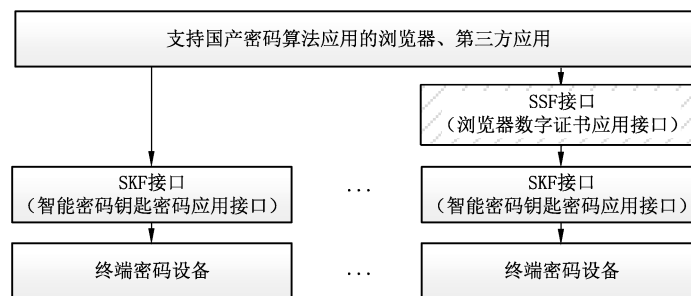 支持国产密码算法应用的浏览器、第三方应用
SSF接口
(浏览器数字证书应用接口)
SKF接口
(智能密码钥匙密码应用接口)
...
SKF接口
(智能密码钥匙密码应用接口)
终端密码设备
...
终端密码设备